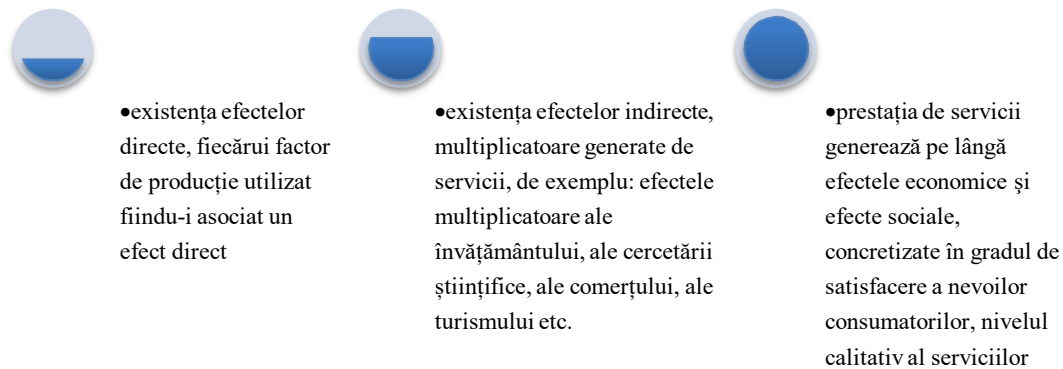 •existența efectelor
directe, fiecărui factor
de producție utilizat
fiindu-i asociat un
efect direct
•existența efectelor indirecte,
multiplicatoare generate de
servicii, de exemplu: efectele
multiplicatoare ale
învățământului, ale cercetării
științifice, ale comerțului, ale
turismului etc.
•prestația de servicii
generează pe lângă
efectele economice şi
efecte sociale,
concretizate în gradul de
satisfacere a nevoilor
consumatorilor, nivelul
calitativ al serviciilor